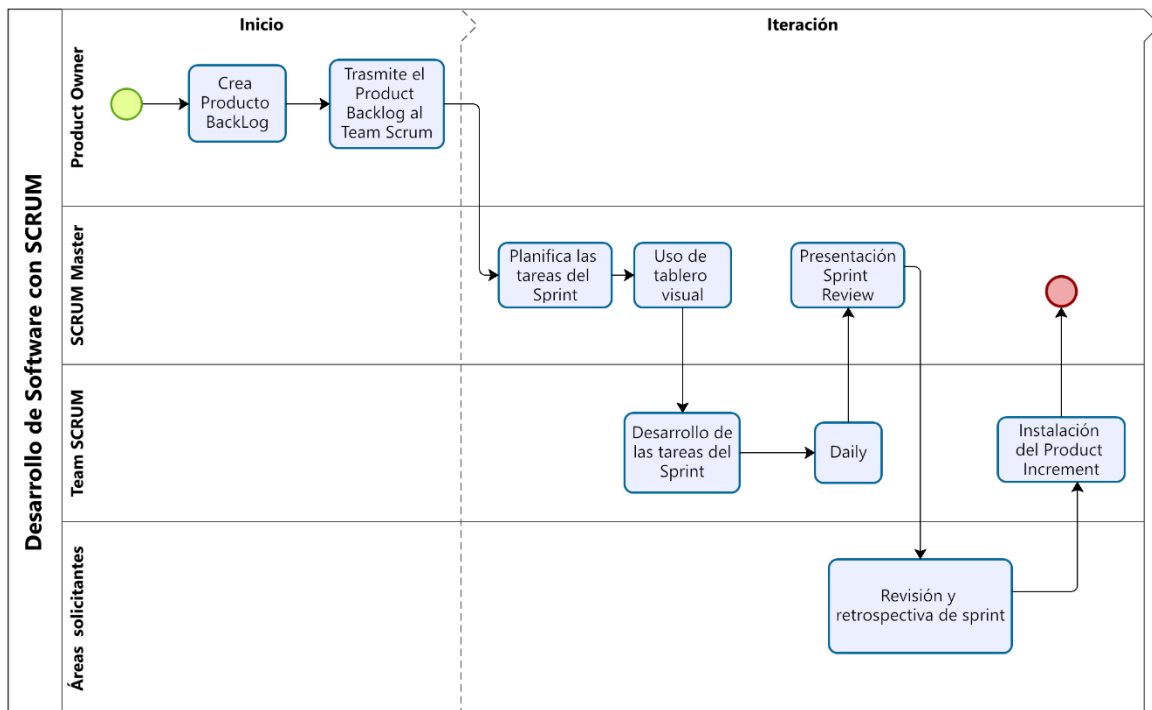 Desarrollo de Software con SCRUM
Inicio
Iteración
Product Owner
Crea
Producto
BackLog
Trasmite el
Product
Backlog al
Team Scrum
SCRUM Master
Planifica las
tareas del
Sprint
Uso de
tablero
visual
Presentación
Sprint
Review
Team SCRUM
Desarrollo de
las tareas del
Sprint
Daily
Instalación
del Product
Increment
Áreas solicitantes
Revisión y
retrospectiva de sprint